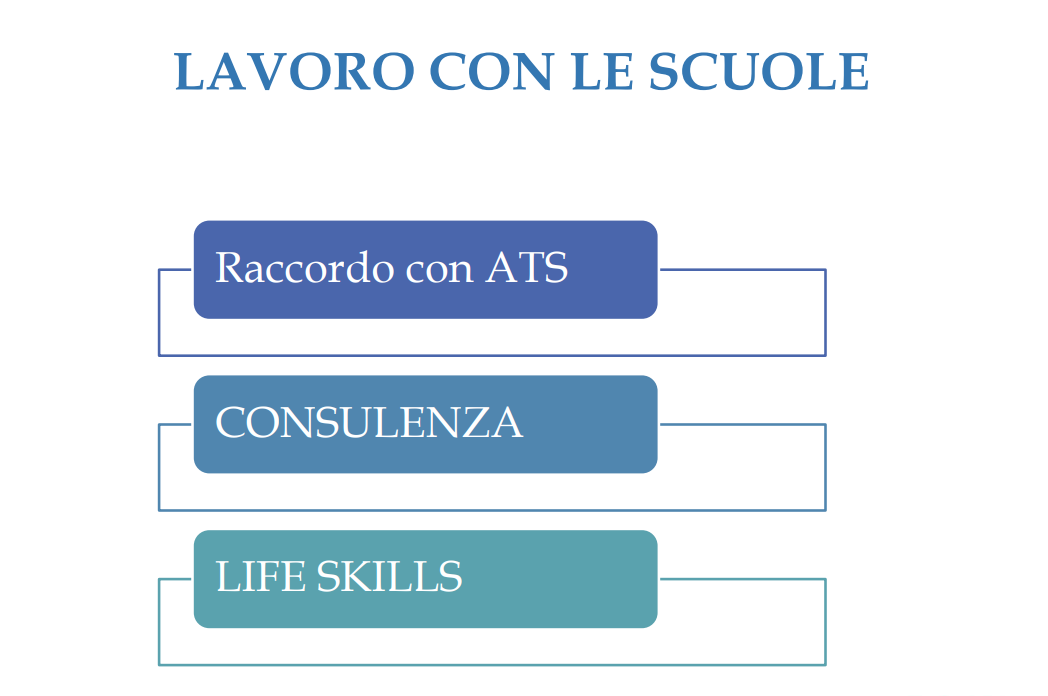 LAVORO CON LE SCUOLE
Raccordo con ATS
CONSULENZA
LIFE SKILLS